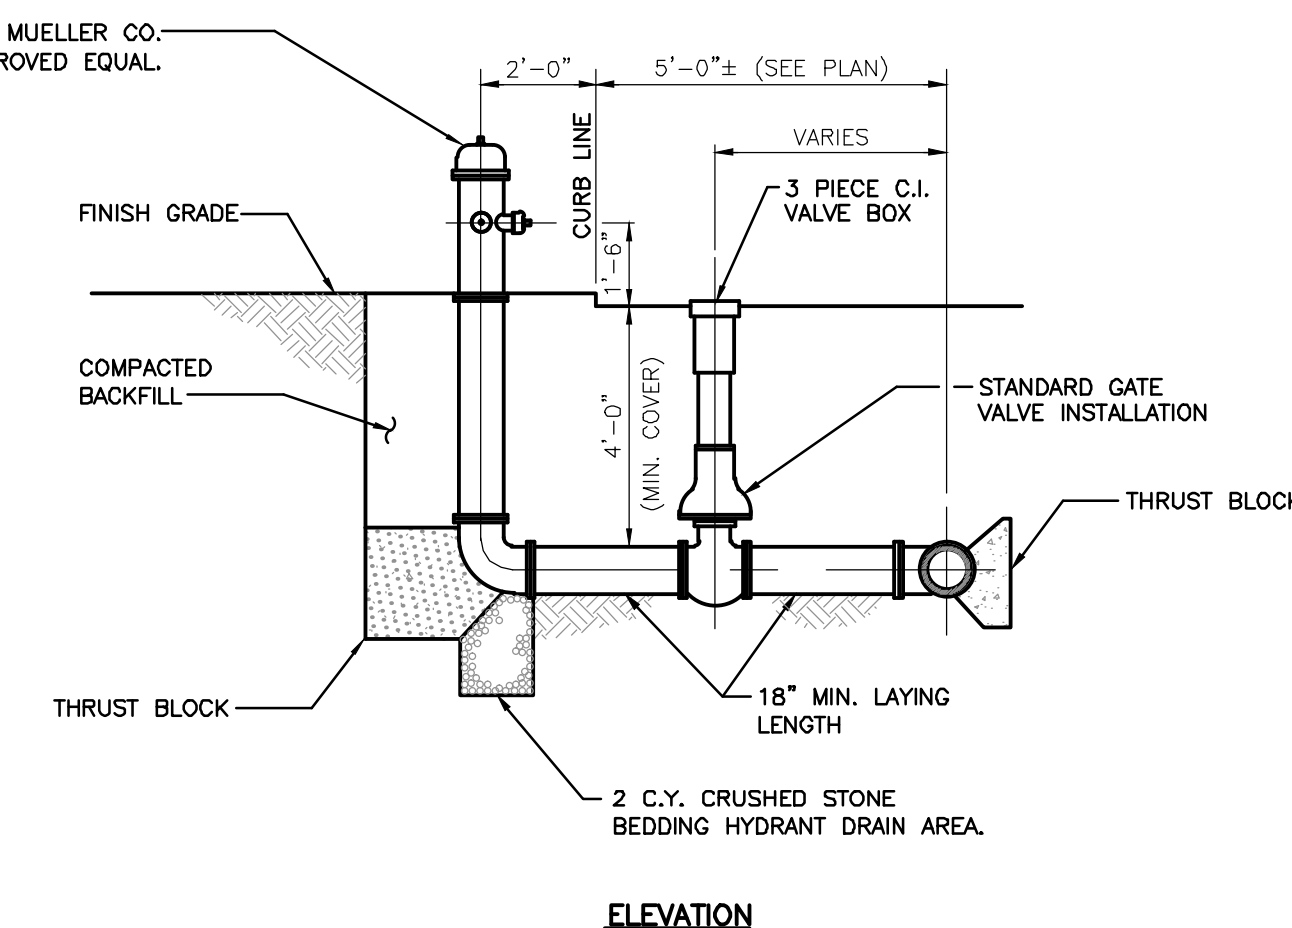 MUELLER CO.
EQUAL.
2'-0"
5'-0"± (SEE PLAN)
CURB LINE
VARIES
3 PIECE C.I.
VALVE BOX
FINISH GRADE
1'-6"
COMPACTED
BACKFILL
4'-0"
(MIN. COVER)
STANDARD GATE
VALVE INSTALLATION
THRUST BLOCK
THRUST BLOCK
18" MIN. LAYING
LENGTH
2 C.Y. CRUSHED STONE
BEDDING HYDRANT DRAIN AREA.
ELEVATION